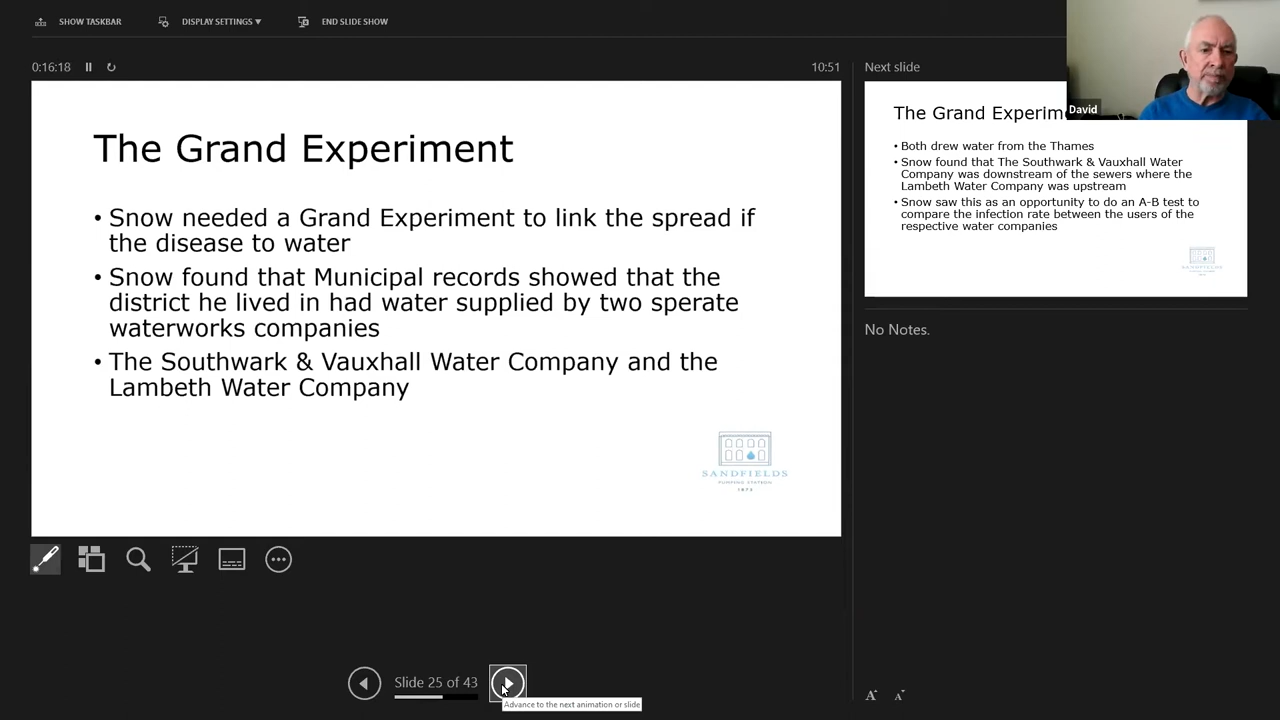 SHOW TASKBAR
DISPLAY SETTINGS ▼
END SLIDE SHOW
0:16:18
10:51
The Grand Experiment
• Snow needed a Grand Experiment to link the spread if
the disease to water
• Snow found that Municipal records showed that the
district he lived in had water supplied by two sperate
waterworks companies
• The Southwark & Vauxhall Water Company and the
Lambeth Water Company
SANDFIELDS
PUMPING STATION
1873
Slide 25 of 43
Advance to the next animation or slide
Next slide
David
The Grand Experim
• Both drew water from the Thames
• Snow found that The Southwark & Vauxhall Water
Company was downstream of the sewers where the
Lambeth Water Company was upstream
• Snow saw this as an opportunity to do an A-B test to
compare the infection rate between the users of the
respective water companies
No Notes.
A
A